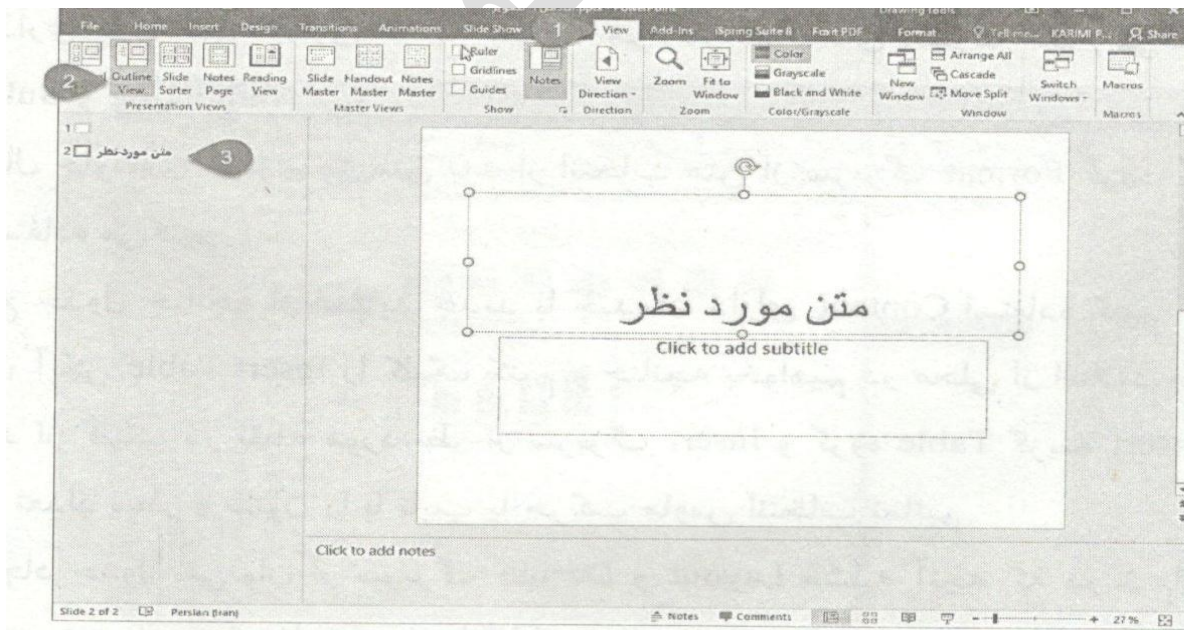 File Home Insert Design Transitions Animations Slide Show 1 View Add-Ins iSpring Suite 8 Foxit PDF Format Tell me... KARIMI P... Share
Drawing Tools
2 Outline View Slide Sorter Notes Page Reading View
Presentation Views
Slide Master Handout Master Notes Master
Master Views
Ruler
Gridlines
Guides
Show
Notes
View Direction
Direction
Zoom Fit to Window
Zoom
Color
Grayscale
Black and White
Color/Grayscale
New Window
Arrange All
Cascade
Move Split
Switch Windows
Window
Macros
Macros
1
2 متن مورد نظر 3
متن مورد نظر
Click to add subtitle
Click to add notes
Slide 2 of 2 Persian (Iran) Notes Comments 27 %